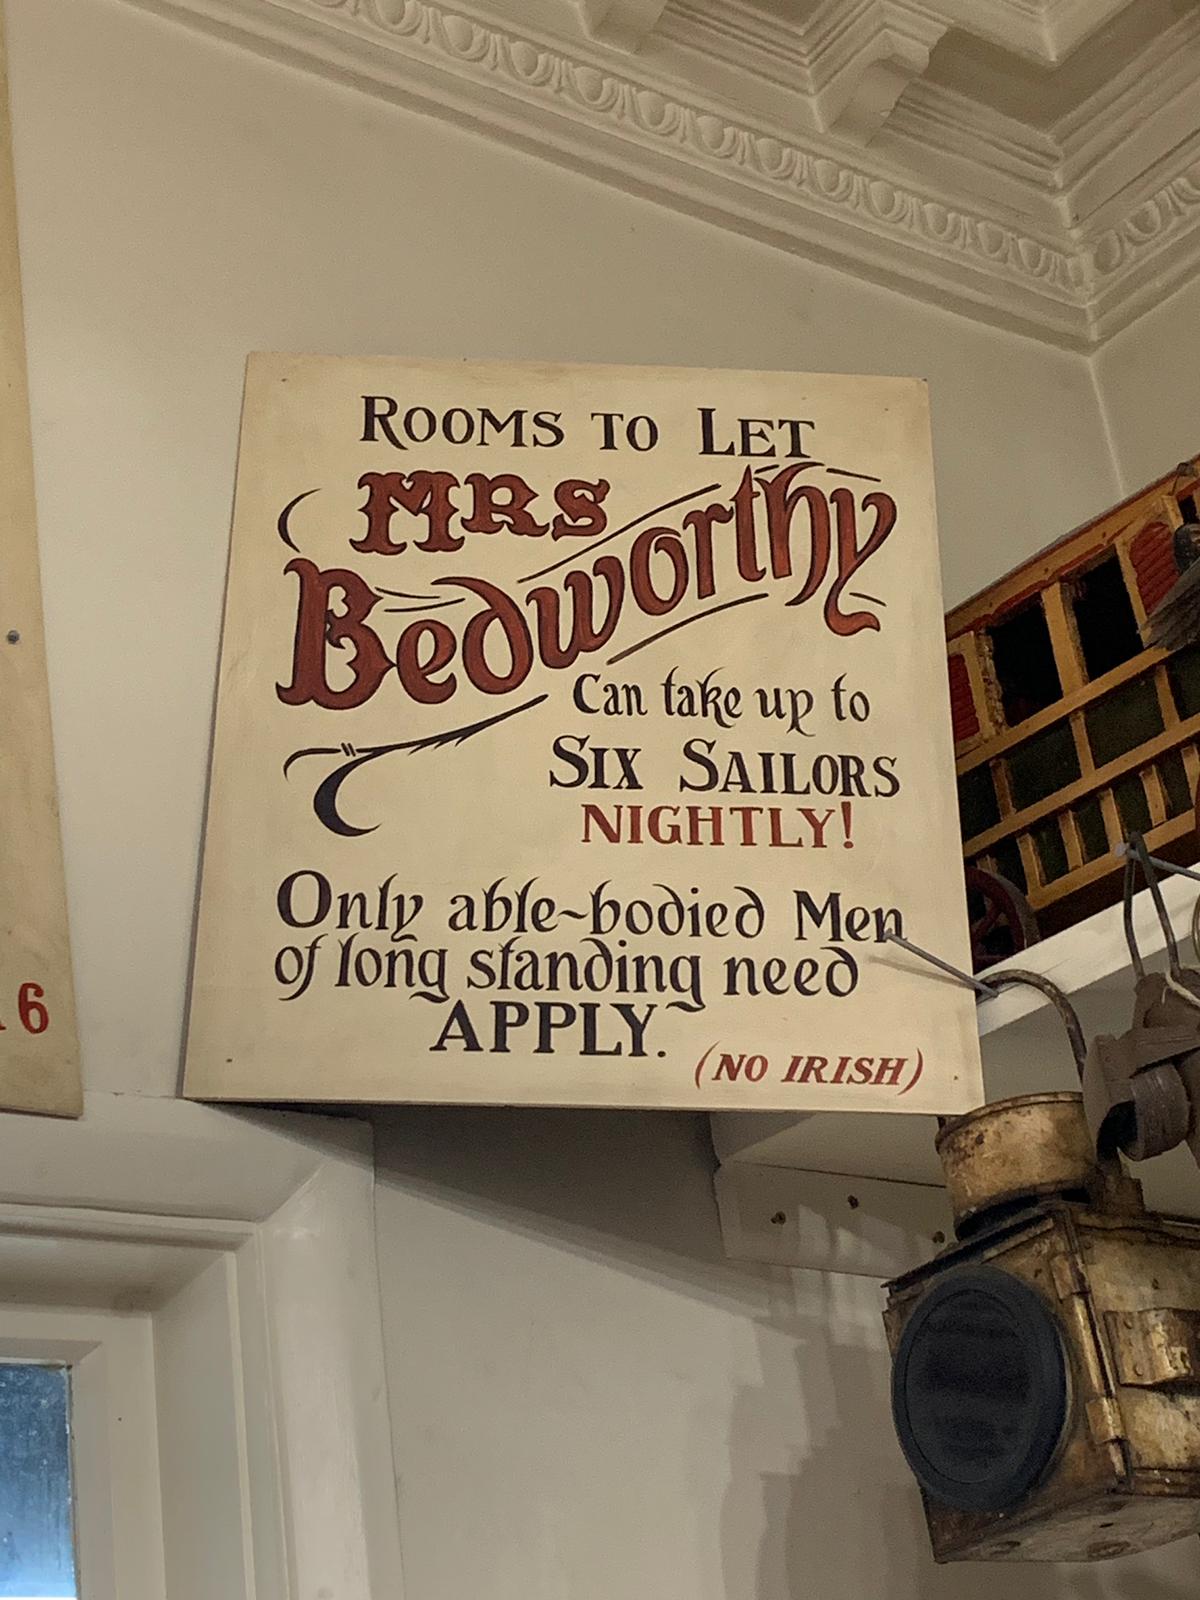 ROOMS TO LET
MRS
Bedworthy
Can take up to
SIX SAILORS
NIGHTLY!
Only able-bodied Men
of long standing need
APPLY.
(NO IRISH)
6